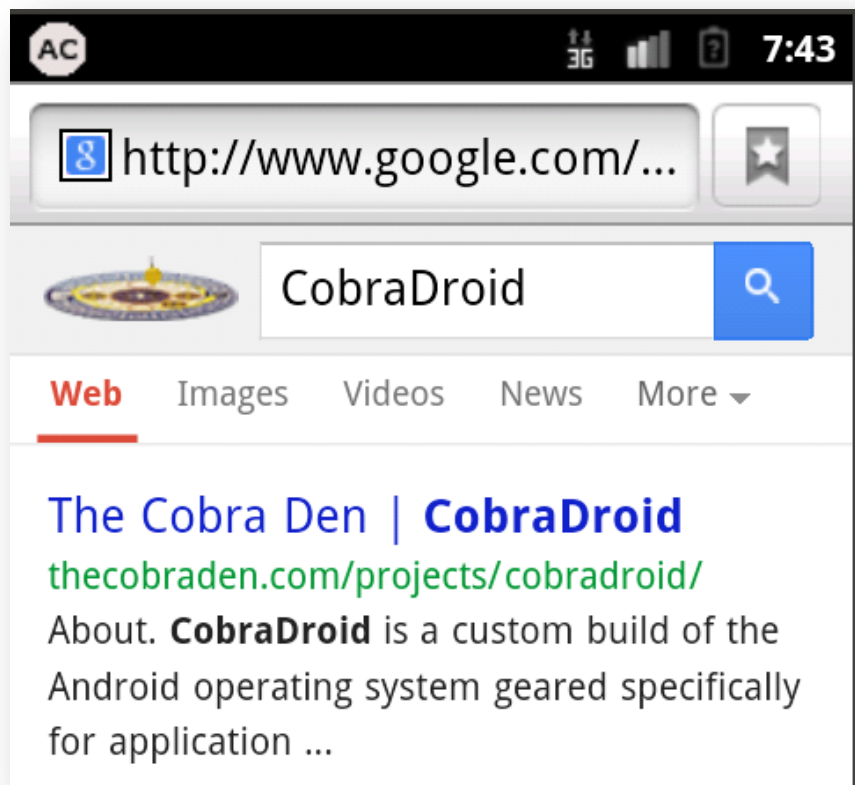 AC 3G 7:43
8 http://www.google.com/...
CobraDroid
Web Images Videos News More
The Cobra Den | CobraDroid
thecobraden.com/projects/cobradroid/
About. CobraDroid is a custom build of the
Android operating system geared specifically
for application ...